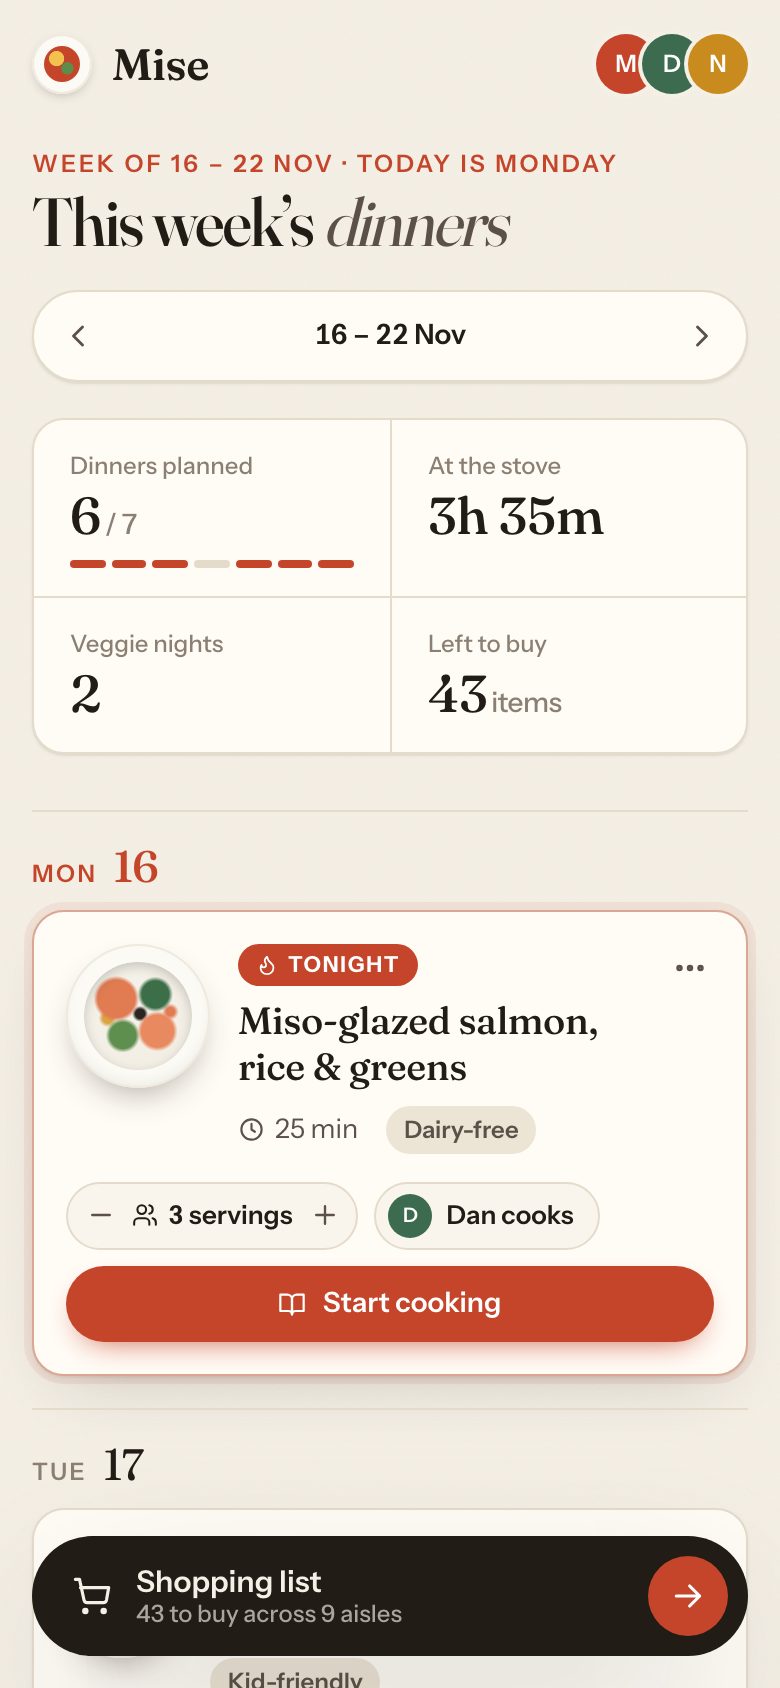 Mise
M D N
WEEK OF 16 – 22 NOV · TODAY IS MONDAY
This week’s dinners
16 – 22 Nov
Dinners planned
6 / 7
At the stove
3h 35m
Veggie nights
2
Left to buy
43 items
MON 16
TONIGHT
Miso-glazed salmon,
rice & greens
25 min
Dairy-free
3 servings
D Dan cooks
Start cooking
TUE 17
Shopping list
43 to buy across 9 aisles
Kid-friendly